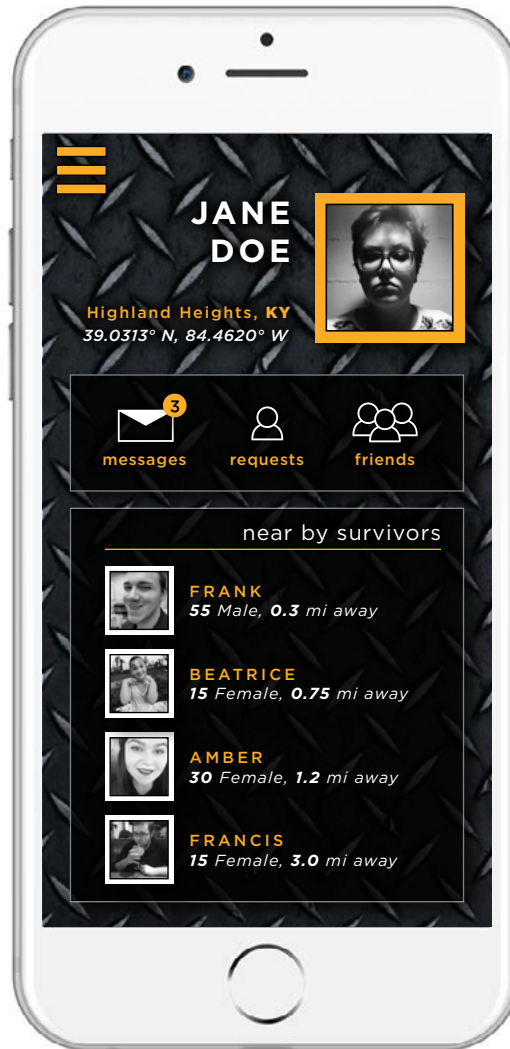 JANE
DOE
Highland Heights, KY
39.0313° N, 84.4620° W
3
messages
requests
friends
near by survivors
FRANK
55 Male, 0.3 mi away
BEATRICE
15 Female, 0.75 mi away
AMBER
30 Female, 1.2 mi away
FRANCIS
15 Female, 3.0 mi away